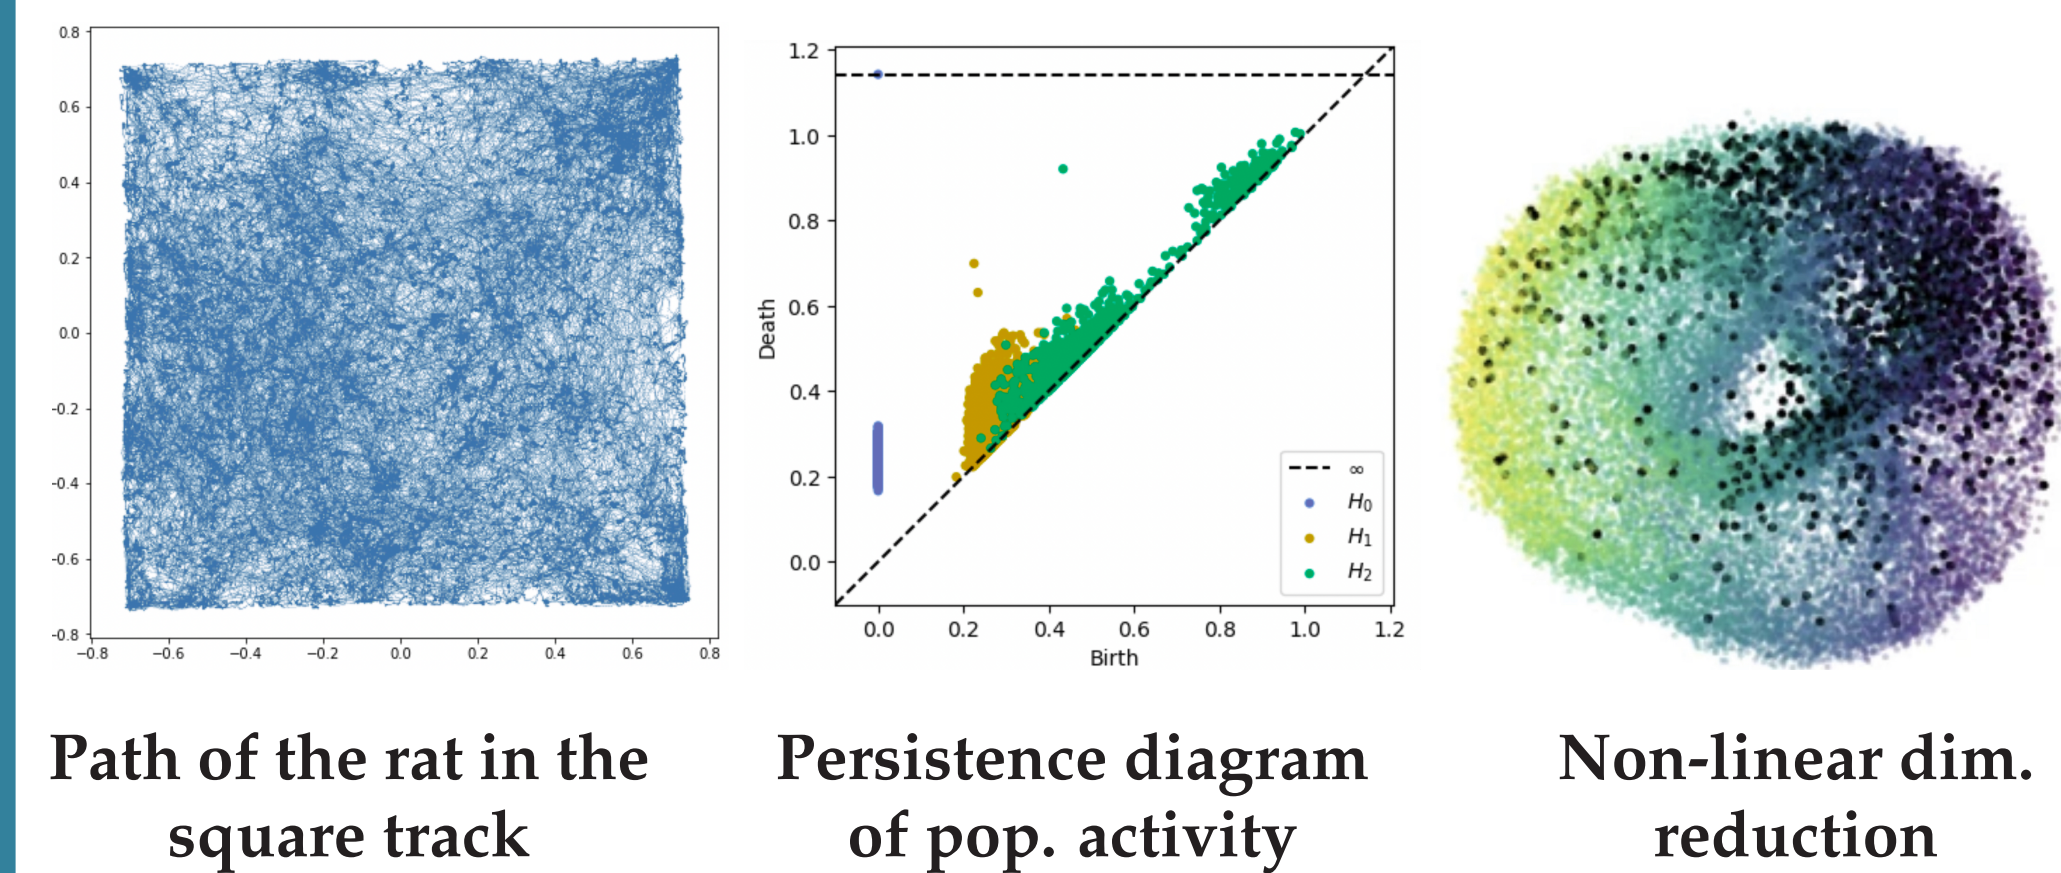 0.8
0.6
0.4
0.2
0.0
-0.2
-0.4
-0.6
-0.8
−0.8 −0.6 −0.4 −0.2 0.0 0.2 0.4 0.6 0.8
1.2
1.0
0.8
0.6
0.4
0.2
0.0
Death
0.0 0.2 0.4 0.6 0.8 1.0 1.2
Birth
∞
H0
H1
H2
Path of the rat in the
square track
Persistence diagram
of pop. activity
Non-linear dim.
reduction